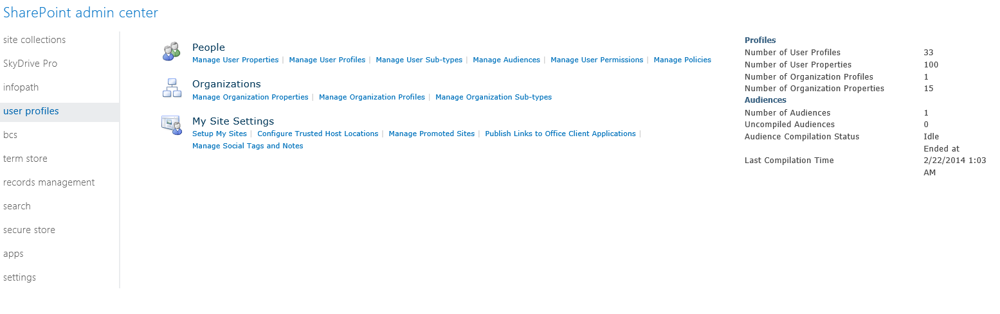 SharePoint admin center
site collections
SkyDrive Pro
infopath
user profiles
bcs
term store
records management
search
secure store
apps
settings
People
Manage User Properties | Manage User Profiles | Manage User Sub-types | Manage Audiences | Manage User Permissions | Manage Policies
Organizations
Manage Organization Properties | Manage Organization Profiles | Manage Organization Sub-types
My Site Settings
Setup My Sites | Configure Trusted Host Locations | Manage Promoted Sites | Publish Links to Office Client Applications |
Manage Social Tags and Notes
Profiles
Number of User Profiles 33
Number of User Properties 100
Number of Organization Profiles 1
Number of Organization Properties 15
Audiences
Number of Audiences 1
Uncompiled Audiences 0
Audience Compilation Status Idle
Ended at
Last Compilation Time 2/22/2014 1:03
AM